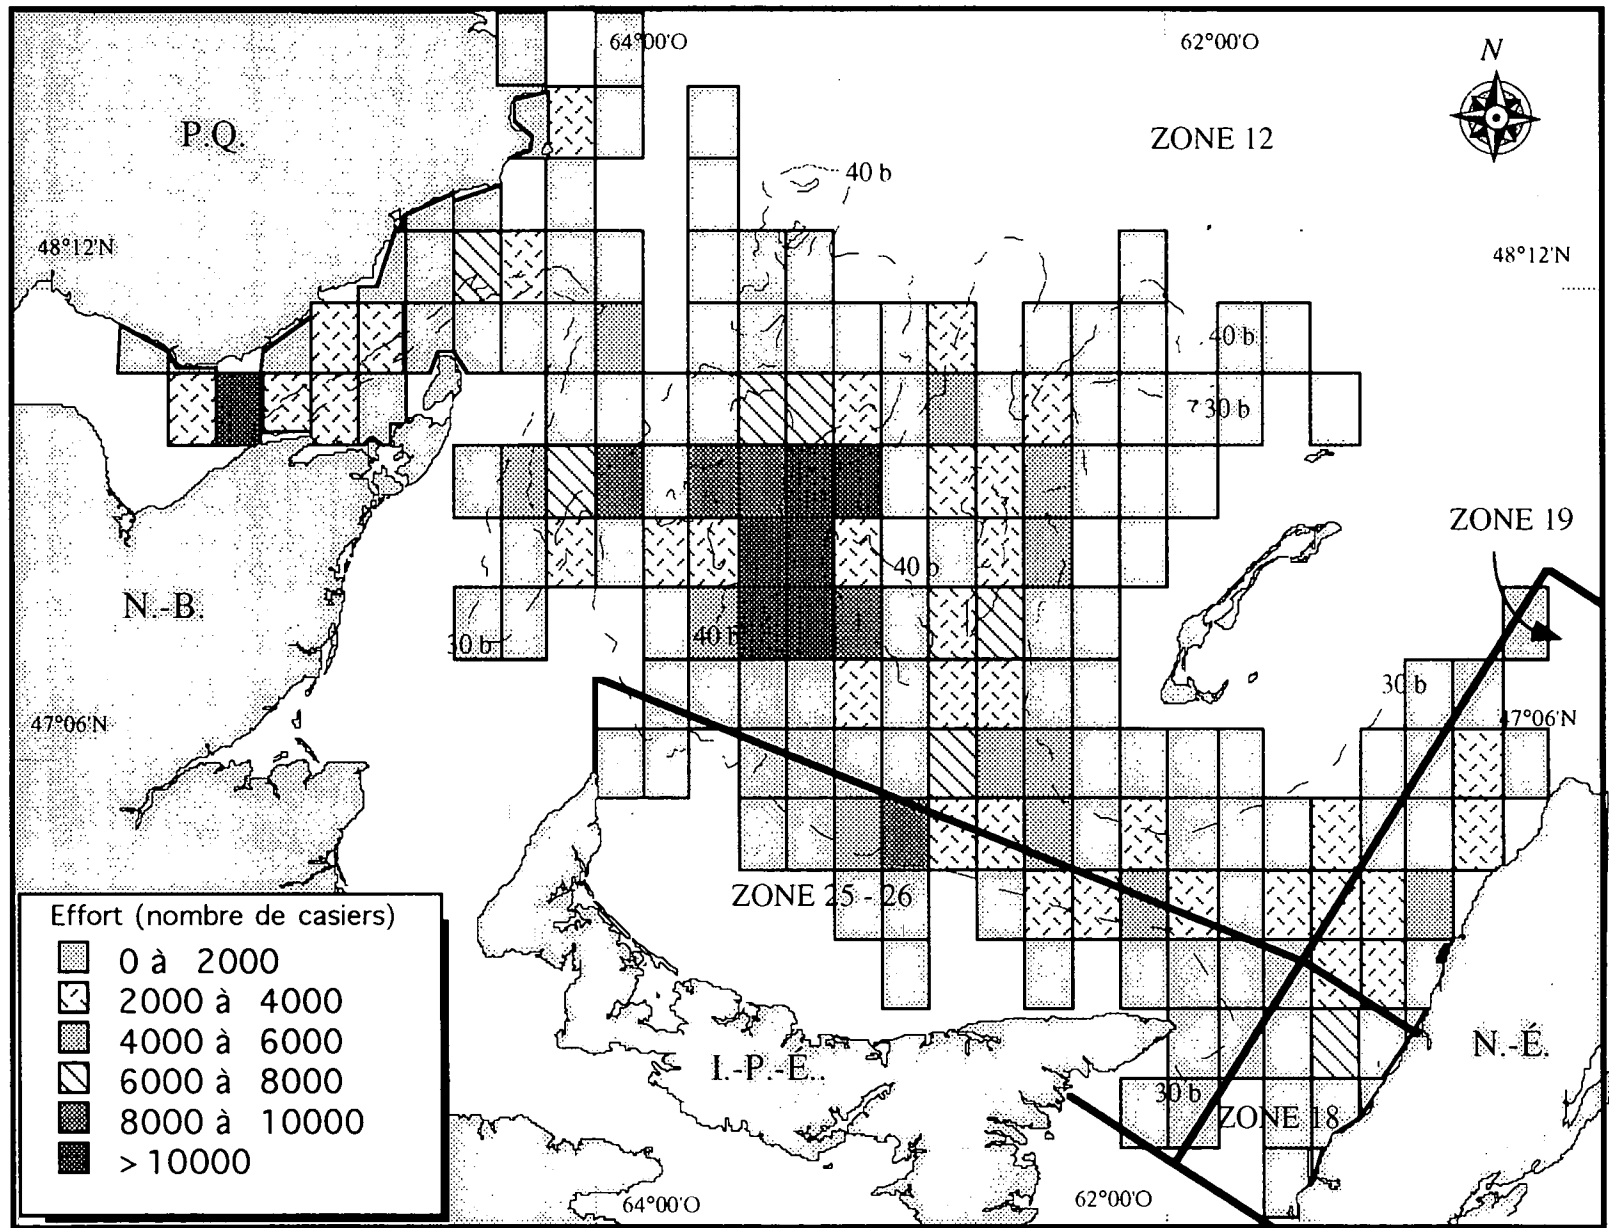 64°00'O
62°00'O
N
P.Q.
ZONE 12
40 b
48°12'N
48°12'N
40 b
30 b
ZONE 19
40 b
N.-B.
30 b
40 b
30 b
47°06'N
47°06'N
ZONE 25 - 26
Effort (nombre de casiers)
0 à 2000
2000 à 4000
4000 à 6000
6000 à 8000
8000 à 10000
> 10000
I.-P.-É.
N.-É.
30 b
ZONE 18
64°00'O
62°00'O